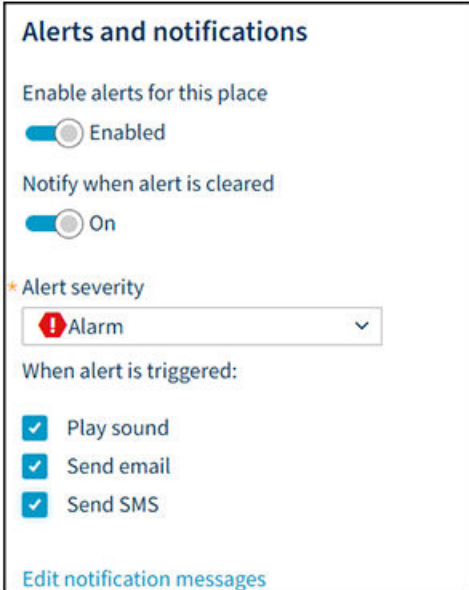 Alerts and notifications
Enable alerts for this place
Enabled
Notify when alert is cleared
On
* Alert severity
! Alarm
When alert is triggered:
Play sound
Send email
Send SMS
Edit notification messages